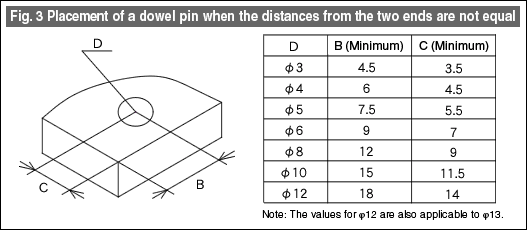 Fig. 3 Placement of a dowel pin when the distances from the two ends are not equal
D
C
B
D B (Minimum) C (Minimum)
φ3 4.5 3.5
φ4 6 4.5
φ5 7.5 5.5
φ6 9 7
φ8 12 9
φ10 15 11.5
φ12 18 14
Note: The values for φ12 are also applicable to φ13.